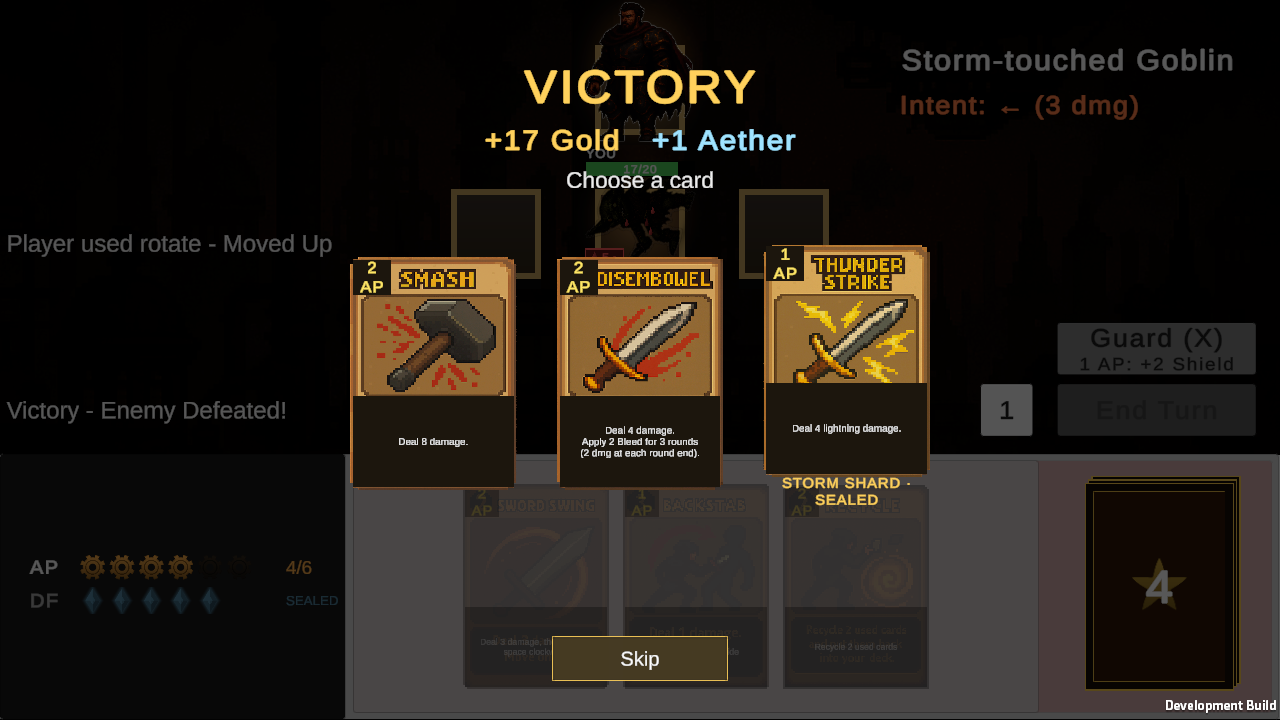 VICTORY
Storm-touched Goblin
Intent: ← (3 dmg)
+17 Gold +1 Aether
YOU
17/20
Choose a card
Player used rotate - Moved Up
2
AP
SMASH
Deal 8 damage.
2
AP
DISEMBOWEL
Deal 4 damage.
Apply 2 Bleed for 3 rounds
(2 dmg at each round end).
1
AP
THUNDER
STRIKE
Deal 4 lightning damage.
STORM SHARD -
SEALED
Guard (X)
1 AP: +2 Shield
Victory - Enemy Defeated!
1
End Turn
2
AP
SWORD SWING
Deal 3 damage,
space
1
AP
BACKSTAB
2
AP
Recycle 2 used cards
AP
4/6
DF
SEALED
4
Skip
Development Build